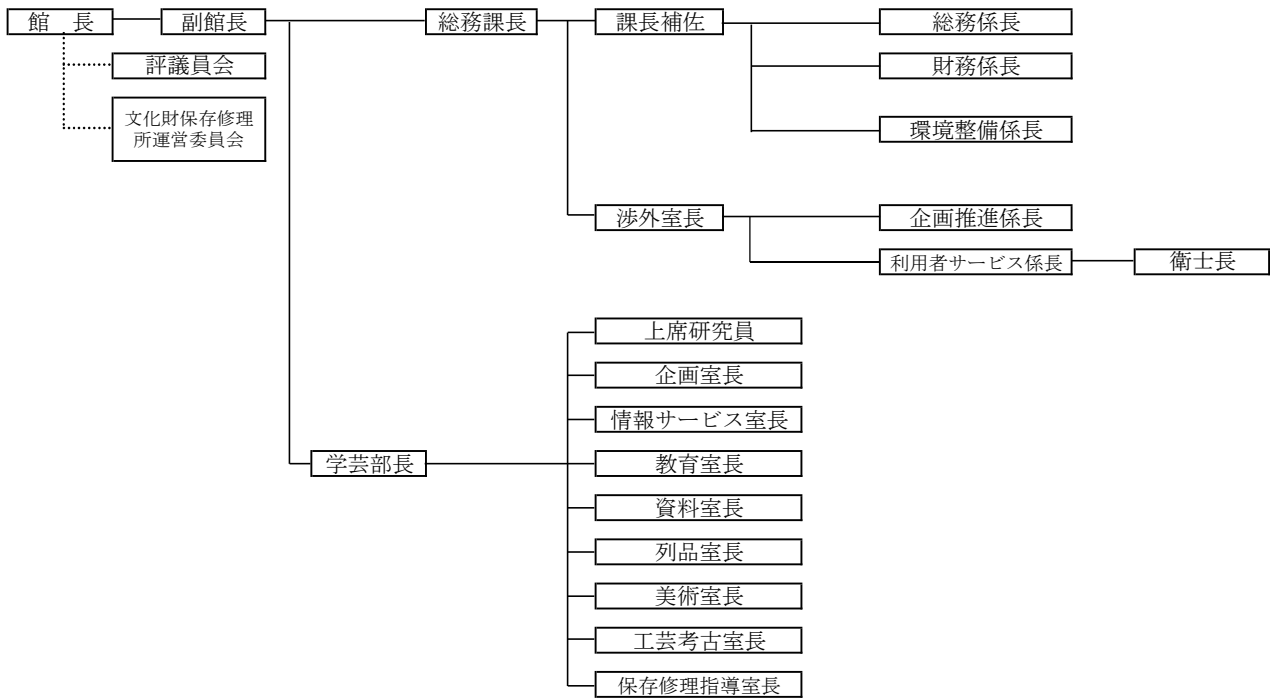 館　長
副館長
総務課長
課長補佐
総務係長
評議員会
財務係長
文化財保存修理
所運営委員会
環境整備係長
渉外室長
企画推進係長
利用者サービス係長
衛士長
上席研究員
企画室長
情報サービス室長
学芸部長
教育室長
資料室長
列品室長
美術室長
工芸考古室長
保存修理指導室長